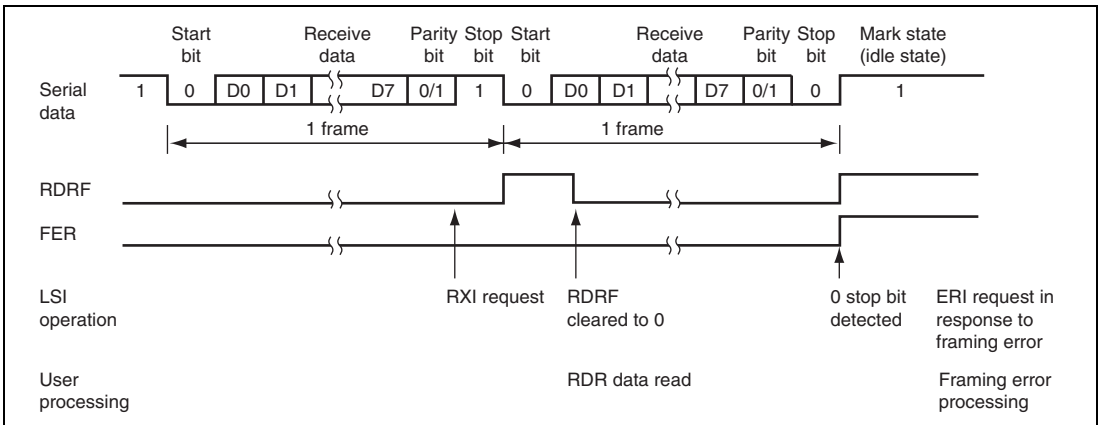 Start bit Receive data Parity bit Stop bit Start bit Receive data Parity bit Stop bit Mark state (idle state)
Serial data 1 0 D0 D1 D7 0/1 1 0 D0 D1 D7 0/1 0 1
1 frame 1 frame
RDRF
FER
LSI operation
RXI request
RDRF cleared to 0
0 stop bit detected
ERI request in response to framing error
User processing
RDR data read
Framing error processing